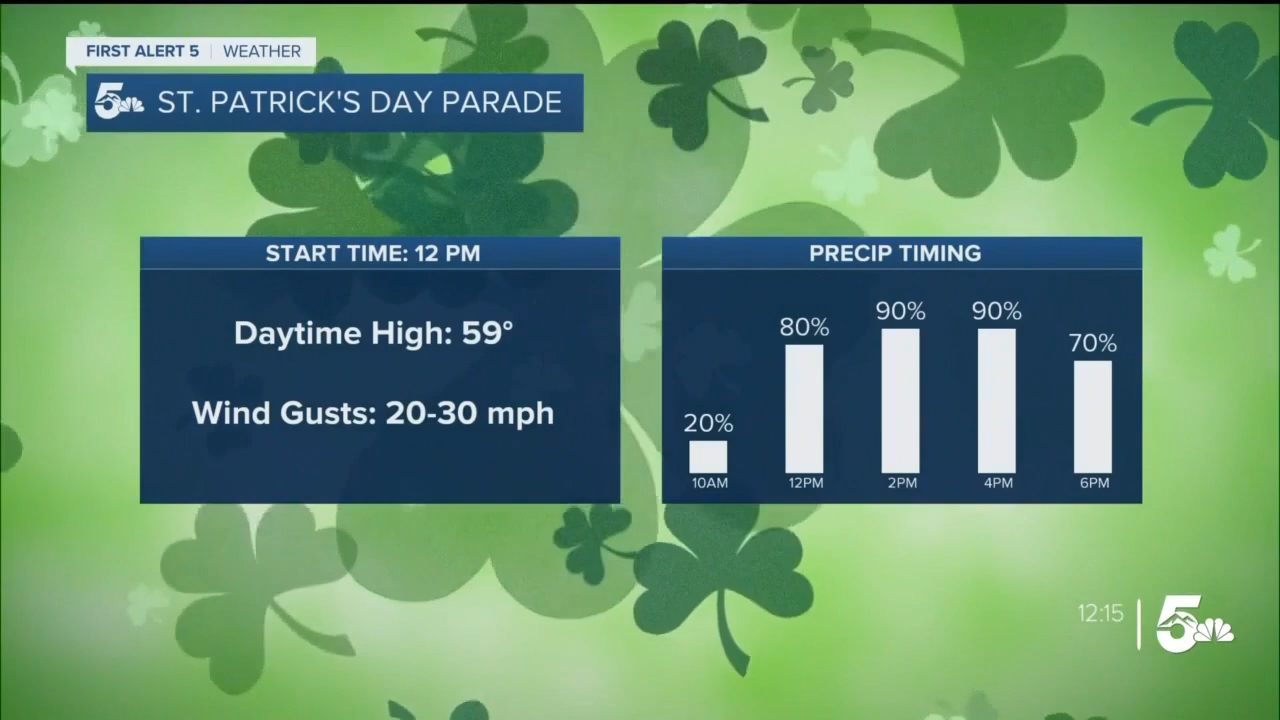 FIRST ALERT 5 | WEATHER
5 ST. PATRICK'S DAY PARADE
START TIME: 12 PM
Daytime High: 59°
Wind Gusts: 20-30 mph
PRECIP TIMING
20% 80% 90% 90% 70%
10AM 12PM 2PM 4PM 6PM
12:15 5